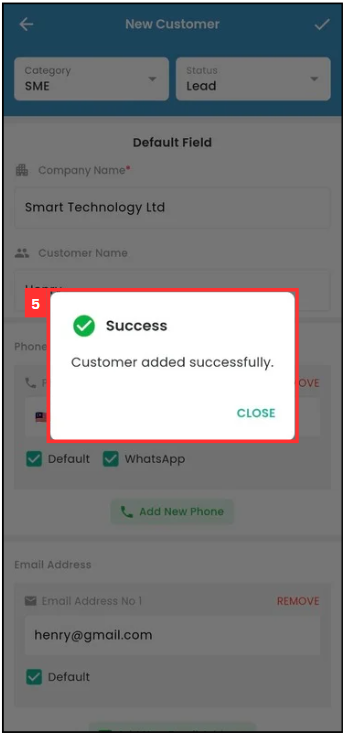 New Customer
Category
SME
Status
Lead
Default Field
Company Name*
Smart Technology Ltd
Customer Name
5
Success
Customer added successfully.
CLOSE
Phone
Default
WhatsApp
Add New Phone
Email Address
Email Address No 1
REMOVE
henry@gmail.com
Default